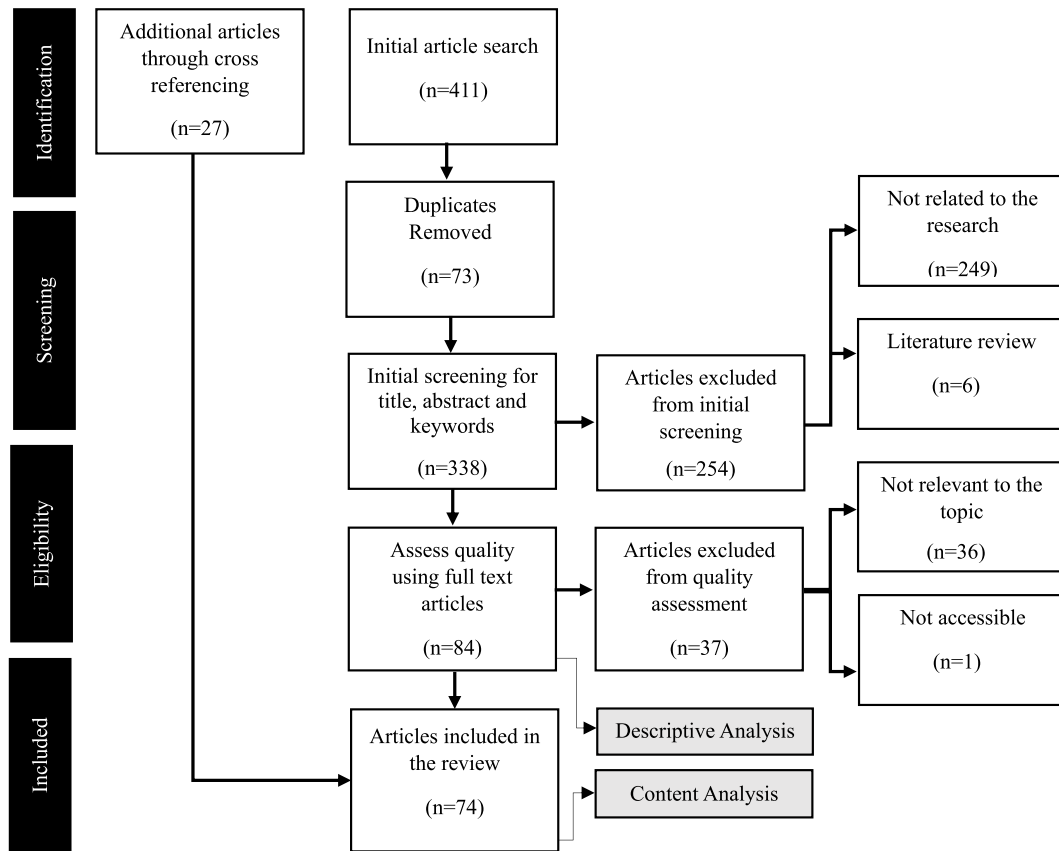 Identification
Additional articles
through cross
referencing
(n=27)
Initial article search
(n=411)
Screening
Duplicates
Removed
(n=73)
Not related to the
research
(n=249)
Initial screening for
title, abstract and
keywords
(n=338)
Articles excluded
from initial
screening
(n=254)
Literature review
(n=6)
Eligibility
Assess quality
using full text
articles
(n=84)
Articles excluded
from quality
assessment
(n=37)
Not relevant to the
topic
(n=36)
Not accessible
(n=1)
Included
Articles included in
the review
(n=74)
Descriptive Analysis
Content Analysis